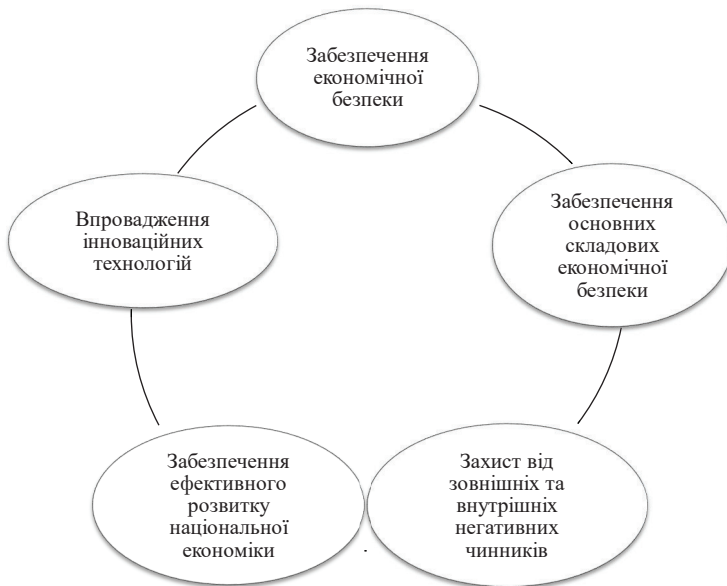 Забезпечення
економічної
безпеки
Впровадження
інноваційних
технологій
Забезпечення
основних
складових
економічної
безпеки
Забезпечення
ефективного
розвитку
національної
економіки
Захист від
зовнішніх та
внутрішніх
негативних
чинників